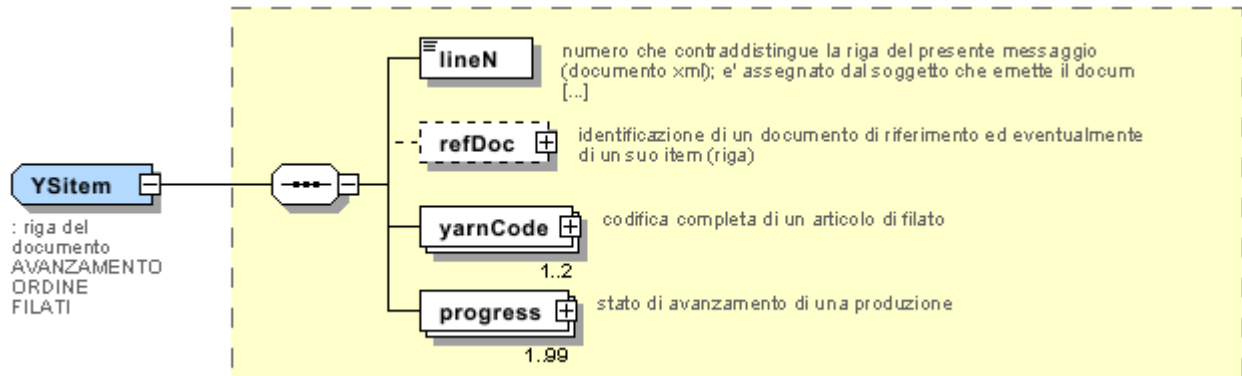 lineN
numero che contraddistingue la riga del presente messaggio
(documento xml); e' assegnato dal soggetto che emette il docum
[...]
refDoc
identificazione di un documento di riferimento ed eventualmente
di un suo item (riga)
YSitem
: riga del
documento
AVANZAMENTO
ORDINE
FILATI
yarnCode
codifica completa di un articolo di filato
1..2
progress
stato di avanzamento di una produzione
1..99